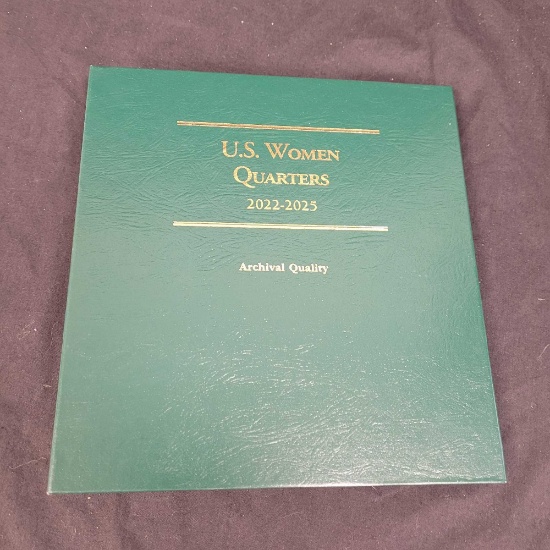 U.S. WOMEN
QUARTERS
2022-2025
Archival Quality